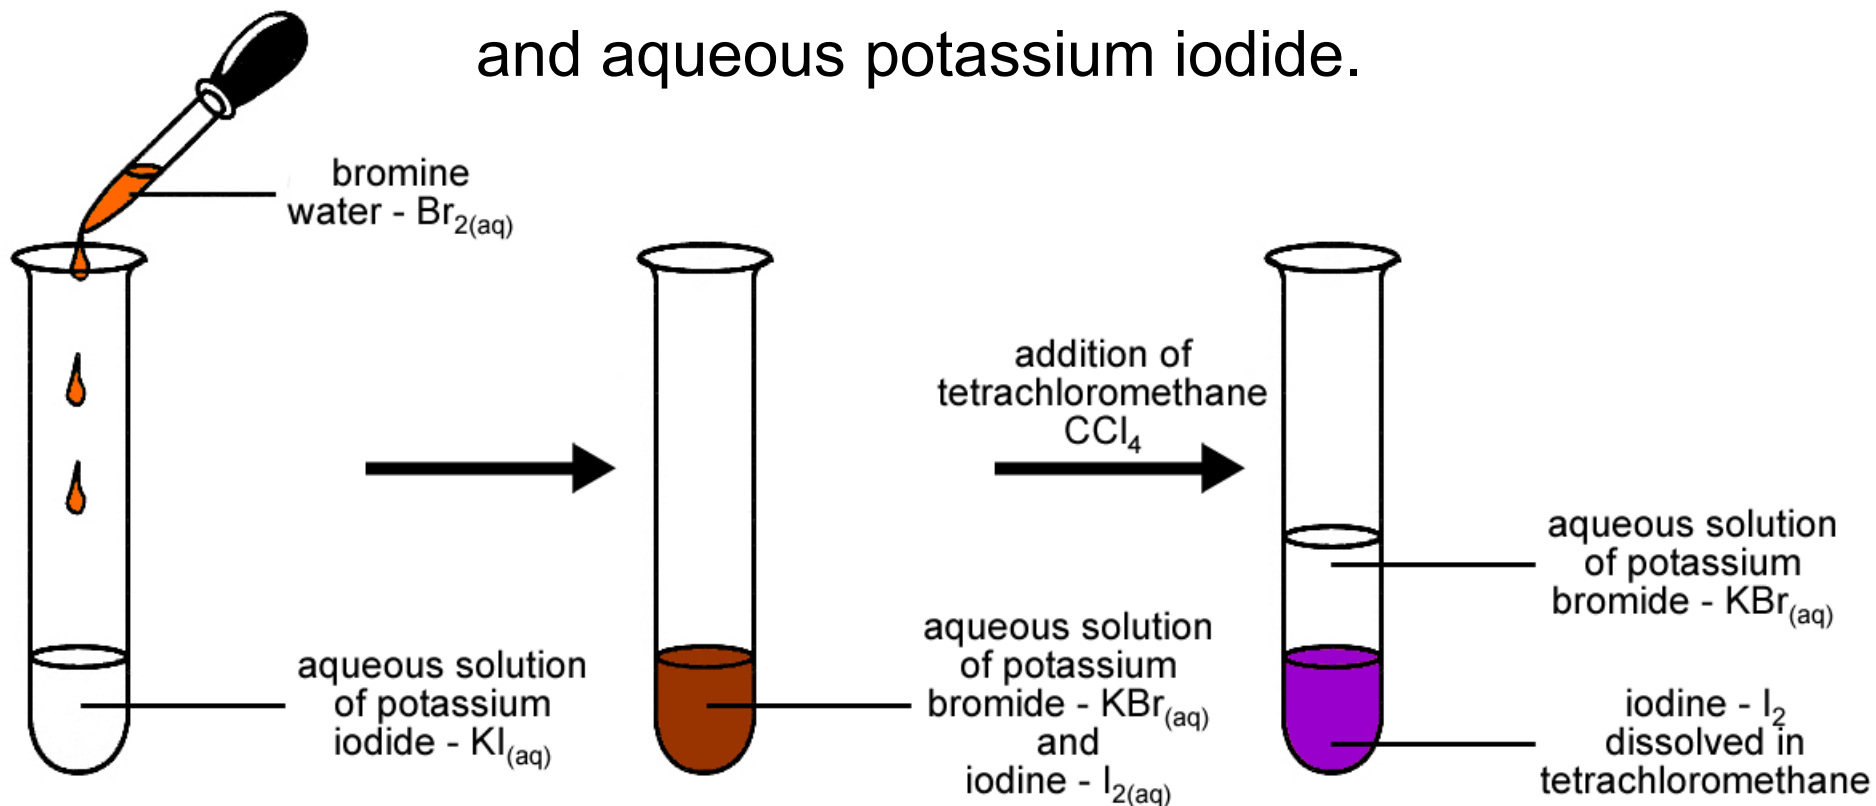 and aqueous potassium iodide.
bromine
water - Br2(aq)
aqueous solution
of potassium
iodide - KI(aq)
aqueous solution
of potassium
bromide - KBr(aq)
and
iodine - I2(aq)
addition of
tetrachloromethane
CCl4
aqueous solution
of potassium
bromide - KBr(aq)
iodine - I2
dissolved in
tetrachloromethane